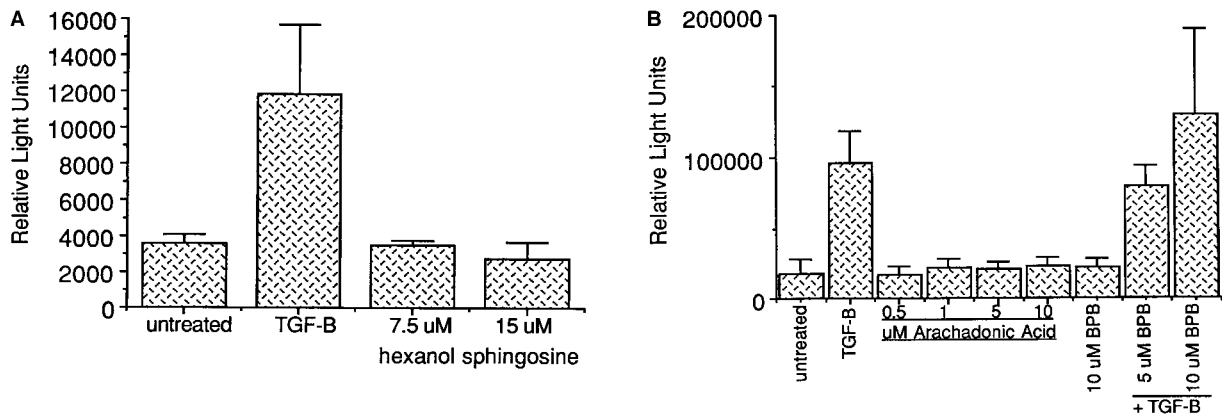 A
Relative Light Units
16000
14000
12000
10000
8000
6000
4000
2000
0
untreated
TGF-B
7.5 uM
15 uM
hexanol sphingosine
B
Relative Light Units
200000
100000
0
untreated
TGF-B
0.5
1
5
10
uM Arachadonic Acid
10 uM BPB
5 uM BPB
10 uM BPB
+ TGF-B